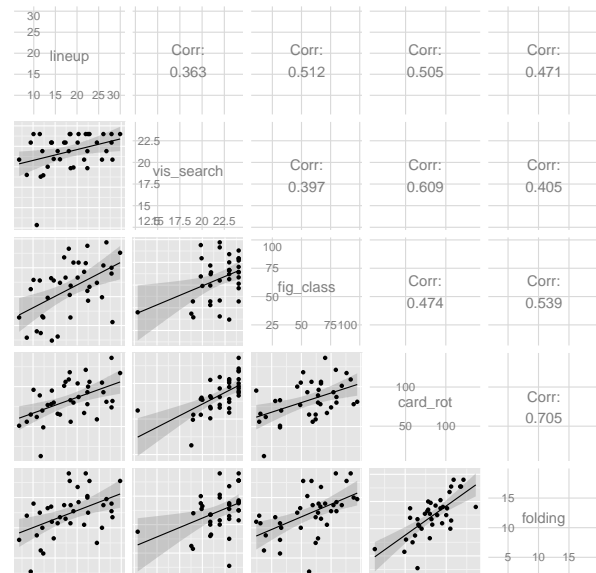 30
25
20
15
lineup
10 15 20 25 30
Corr:
0.363
Corr:
0.512
Corr:
0.505
Corr:
0.471
22.5
20
17.5
15
vis_search
12.5 15 17.5 20 22.5
Corr:
0.397
Corr:
0.609
Corr:
0.405
100
75
50
fig_class
25 50 75 100
Corr:
0.474
Corr:
0.539
100
card_rot
50 100
Corr:
0.705
15
10
folding
5 10 15